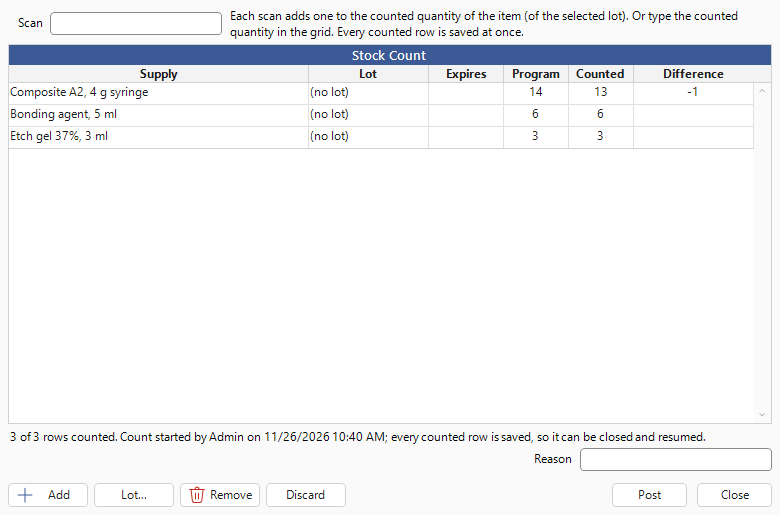 Scan
Each scan adds one to the counted quantity of the item (of the selected lot). Or type the counted
quantity in the grid. Every counted row is saved at once.
Stock Count
Supply Lot Expires Program Counted Difference
Composite A2, 4 g syringe (no lot) 14 13 -1
Bonding agent, 5 ml (no lot) 6 6
Etch gel 37%, 3 ml (no lot) 3 3
3 of 3 rows counted. Count started by Admin on 11/26/2026 10:40 AM; every counted row is saved, so it can be closed and resumed.
Reason
Add Lot... Remove Discard Post Close